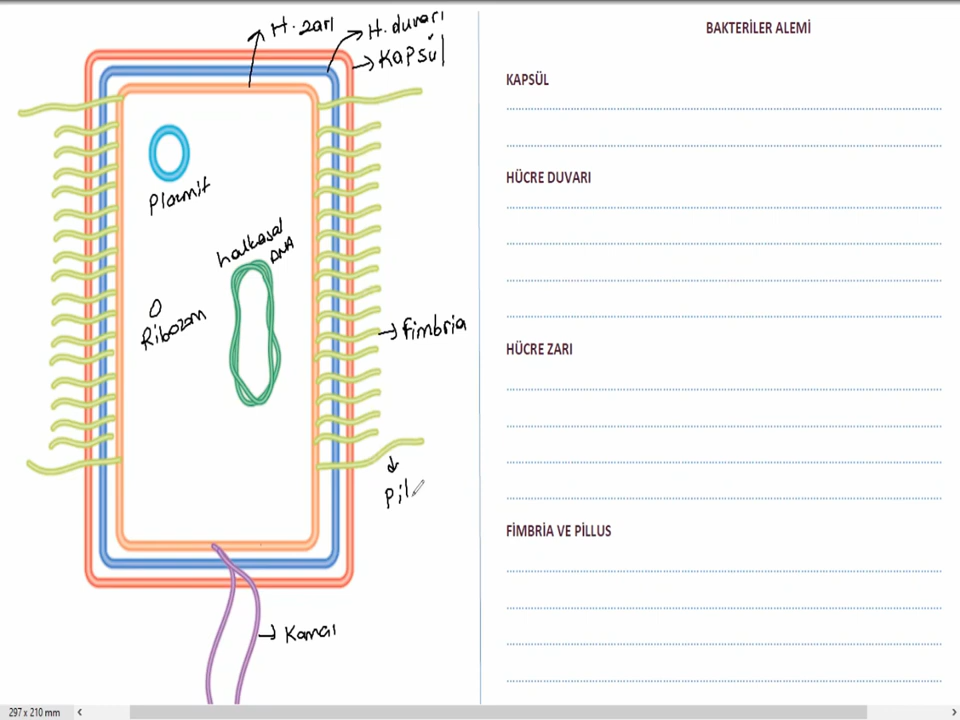 H. zarı
H. duvarı
Kapsül
Plazmit
halkasal
DNA
Ribozom
fimbria
pil
Kamçı
BAKTERİLER ALEMİ
KAPSÜL
HÜCRE DUVARI
HÜCRE ZARI
FİMBRİA VE PİLLUS
297 x 210 mm